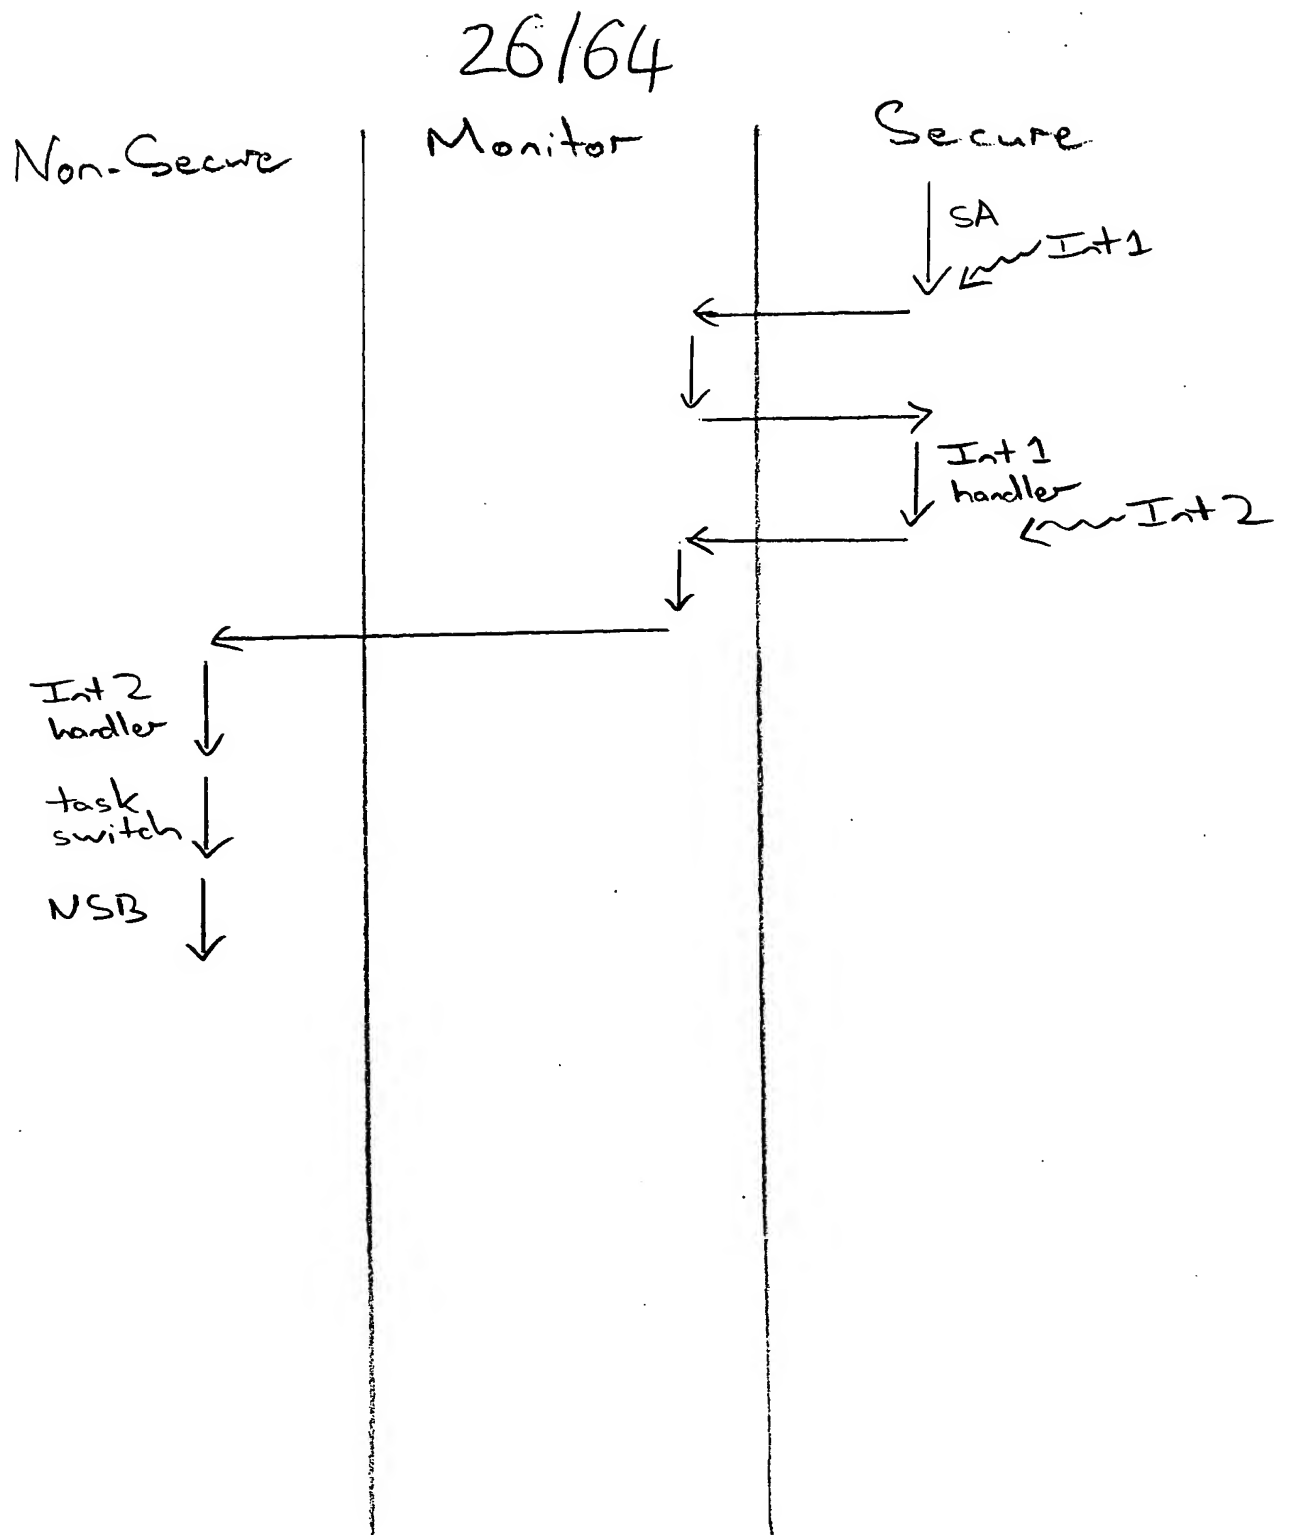 26/64
Non-Secure
Monitor
Secure
SA
Int 1
Int 1
handler
Int 2
Int 2
handler
task
switch
NSB